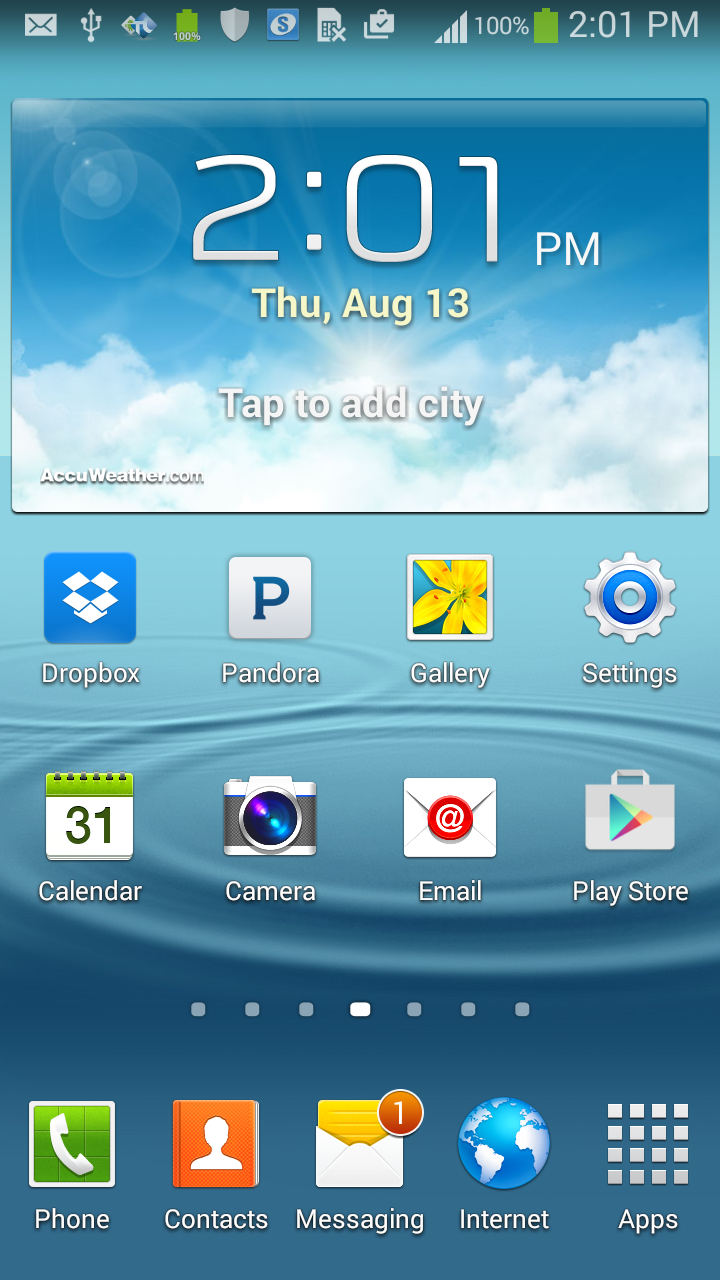 100% 100% 2:01 PM
2:01 PM
Thu, Aug 13
Tap to add city
AccuWeather.com
P
Dropbox Pandora Gallery Settings
31
@
Calendar Camera Email Play Store
1
Phone Contacts Messaging Internet Apps